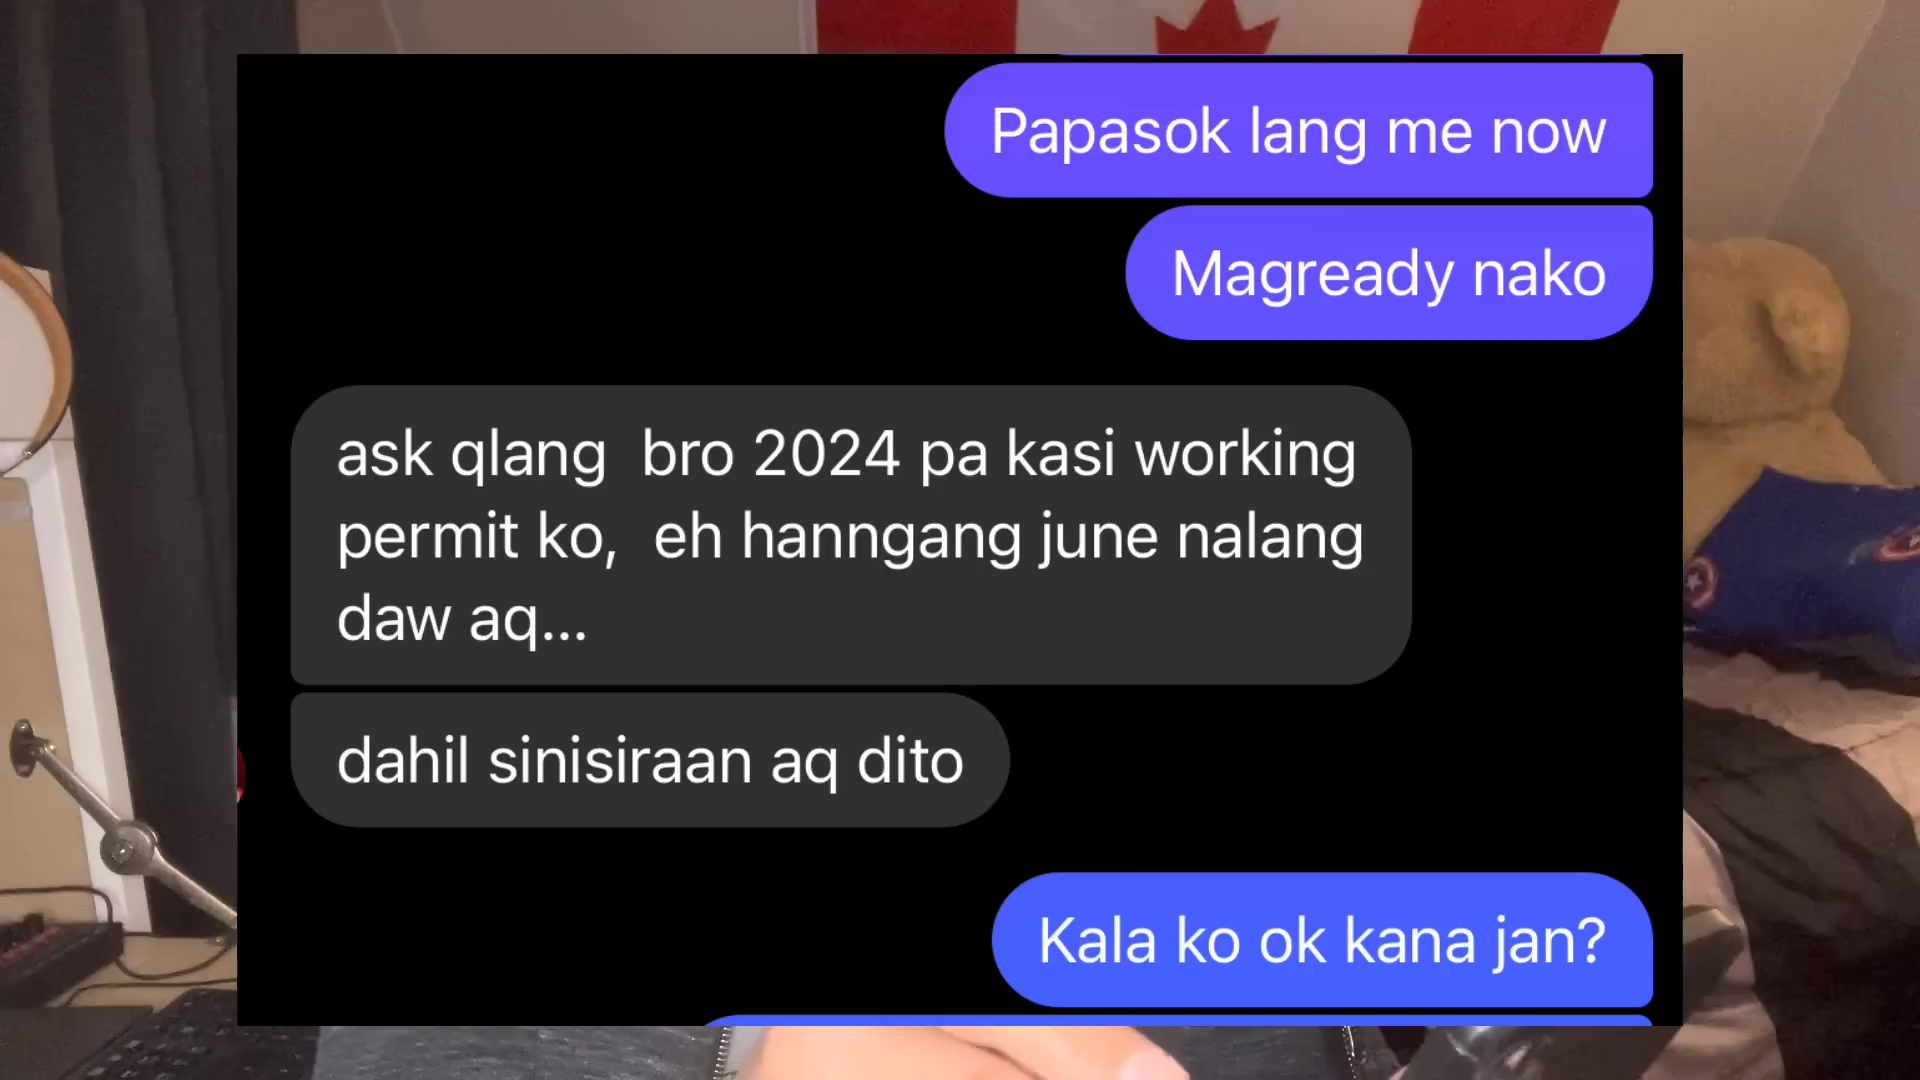 Papasok lang me now
Magready nako
ask qlang  bro 2024 pa kasi working
permit ko,  eh hanngang june nalang
daw aq...
dahil sinisiraan aq dito
Kala ko ok kana jan?